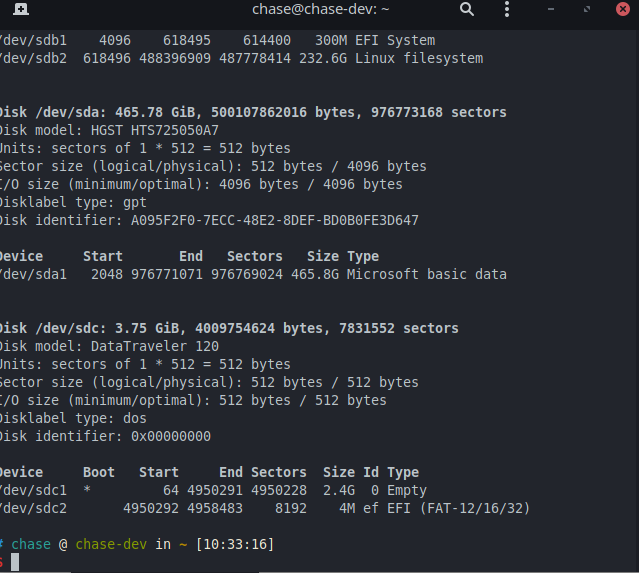 chase@chase-dev: ~
/dev/sdb1    4096    618495    614400   300M EFI System
/dev/sdb2  618496 488396909 487778414 232.6G Linux filesystem
Disk /dev/sda: 465.78 GiB, 500107862016 bytes, 976773168 sectors
Disk model: HGST HTS725050A7
Units: sectors of 1 * 512 = 512 bytes
Sector size (logical/physical): 512 bytes / 4096 bytes
I/O size (minimum/optimal): 4096 bytes / 4096 bytes
Disklabel type: gpt
Disk identifier: A095F2F0-7ECC-48E2-8DEF-BD0B0FE3D647
Device     Start       End   Sectors   Size Type
/dev/sda1   2048 976771071 976769024 465.8G Microsoft basic data
Disk /dev/sdc: 3.75 GiB, 4009754624 bytes, 7831552 sectors
Disk model: DataTraveler 120
Units: sectors of 1 * 512 = 512 bytes
Sector size (logical/physical): 512 bytes / 512 bytes
I/O size (minimum/optimal): 512 bytes / 512 bytes
Disklabel type: dos
Disk identifier: 0x00000000
Device     Boot   Start     End Sectors  Size Id Type
/dev/sdc1  *         64 4950291 4950228  2.4G  0 Empty
/dev/sdc2       4950292 4958483    8192    4M ef EFI (FAT-12/16/32)
# chase @ chase-dev in ~ [10:33:16]
$